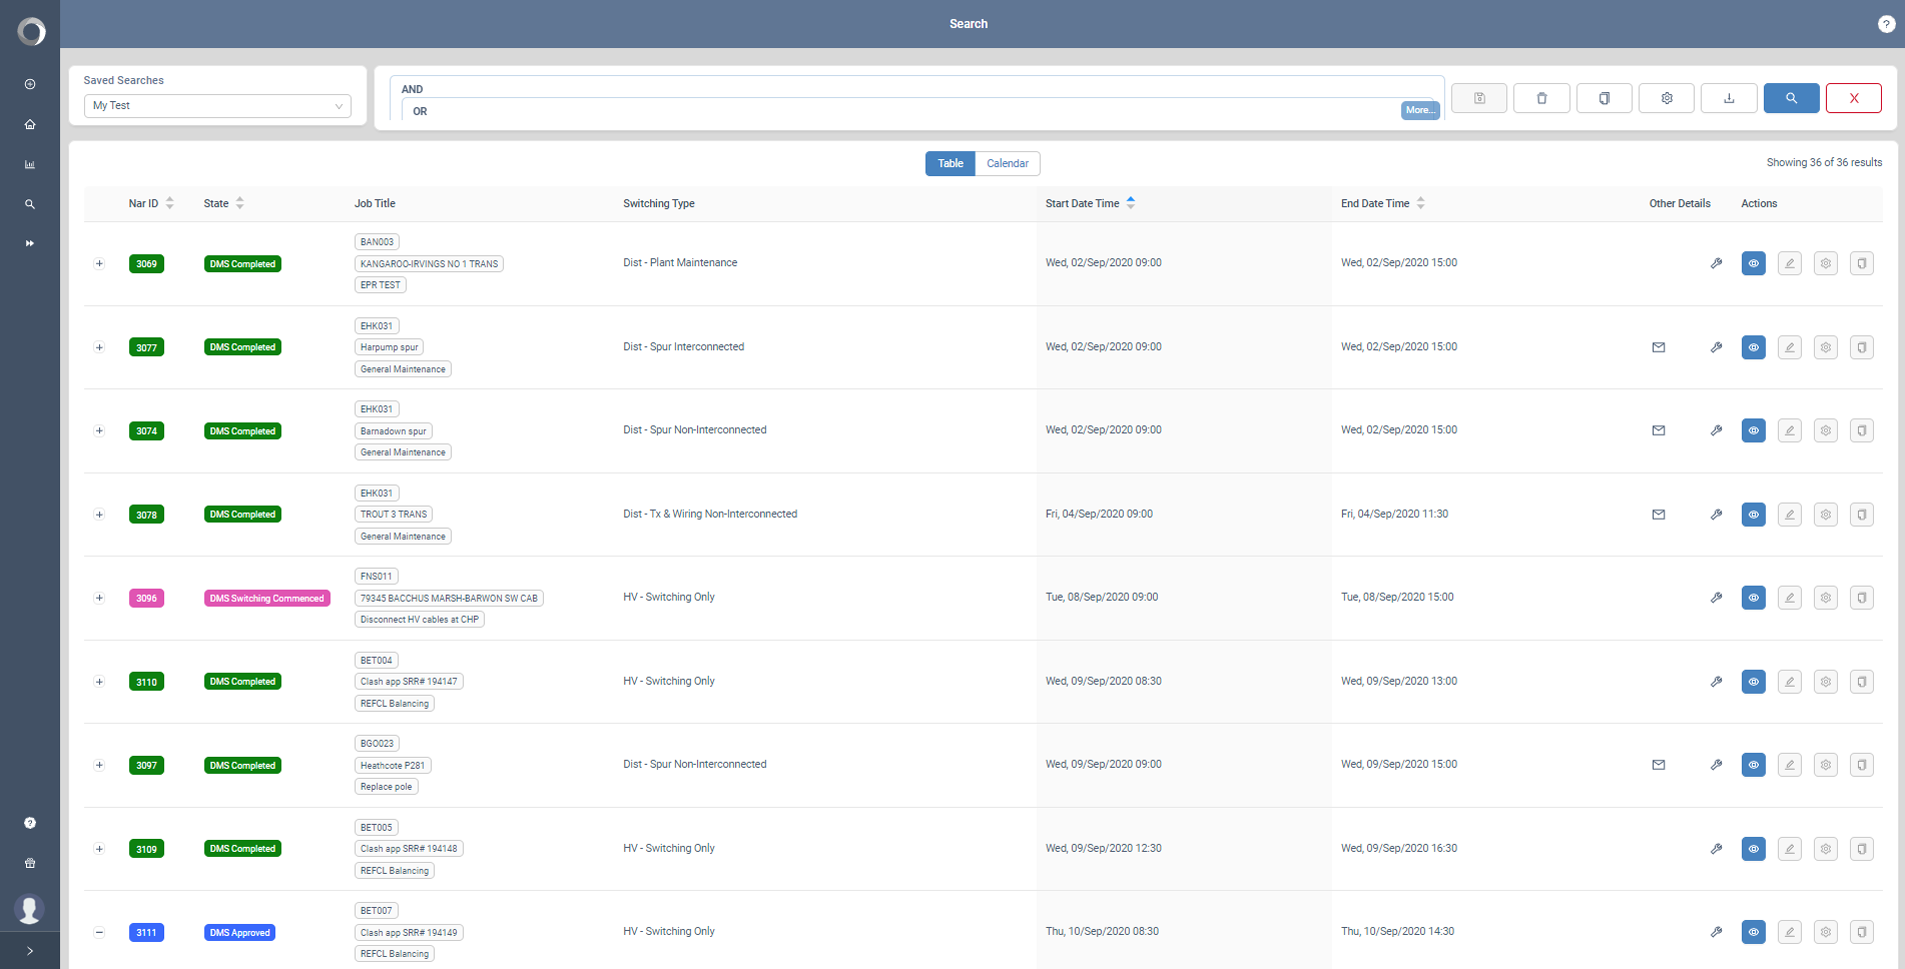 Search
?
Saved Searches
My Test
AND
OR
More...
X
Table
Calendar
Showing 36 of 36 results
Nar ID State Job Title Switching Type Start Date Time End Date Time Other Details Actions
BAN003
3069 DMS Completed KANGAROO-IRVINGS NO 1 TRANS Dist - Plant Maintenance Wed, 02/Sep/2020 09:00 Wed, 02/Sep/2020 15:00
EPR TEST
EHK031
3077 DMS Completed Harpump spur Dist - Spur Interconnected Wed, 02/Sep/2020 09:00 Wed, 02/Sep/2020 15:00
General Maintenance
EHK031
3074 DMS Completed Barnadown spur Dist - Spur Non-Interconnected Wed, 02/Sep/2020 09:00 Wed, 02/Sep/2020 15:00
General Maintenance
EHK031
3078 DMS Completed TROUT 3 TRANS Dist - Tx & Wiring Non-Interconnected Fri, 04/Sep/2020 09:00 Fri, 04/Sep/2020 11:30
General Maintenance
FNS011
3096 DMS Switching Commenced 79345 BACCHUS MARSH-BARWON SW CAB HV - Switching Only Tue, 08/Sep/2020 09:00 Tue, 08/Sep/2020 15:00
Disconnect HV cables at CHP
BET004
3110 DMS Completed Clash app SRR# 194147 HV - Switching Only Wed, 09/Sep/2020 08:30 Wed, 09/Sep/2020 13:00
REFCL Balancing
BGO023
3097 DMS Completed Heathcote P281 Dist - Spur Non-Interconnected Wed, 09/Sep/2020 09:00 Wed, 09/Sep/2020 15:00
Replace pole
BET005
3109 DMS Completed Clash app SRR# 194148 HV - Switching Only Wed, 09/Sep/2020 12:30 Wed, 09/Sep/2020 16:30
REFCL Balancing
BET007
3111 DMS Approved Clash app SRR# 194149 HV - Switching Only Thu, 10/Sep/2020 08:30 Thu, 10/Sep/2020 14:30
REFCL Balancing